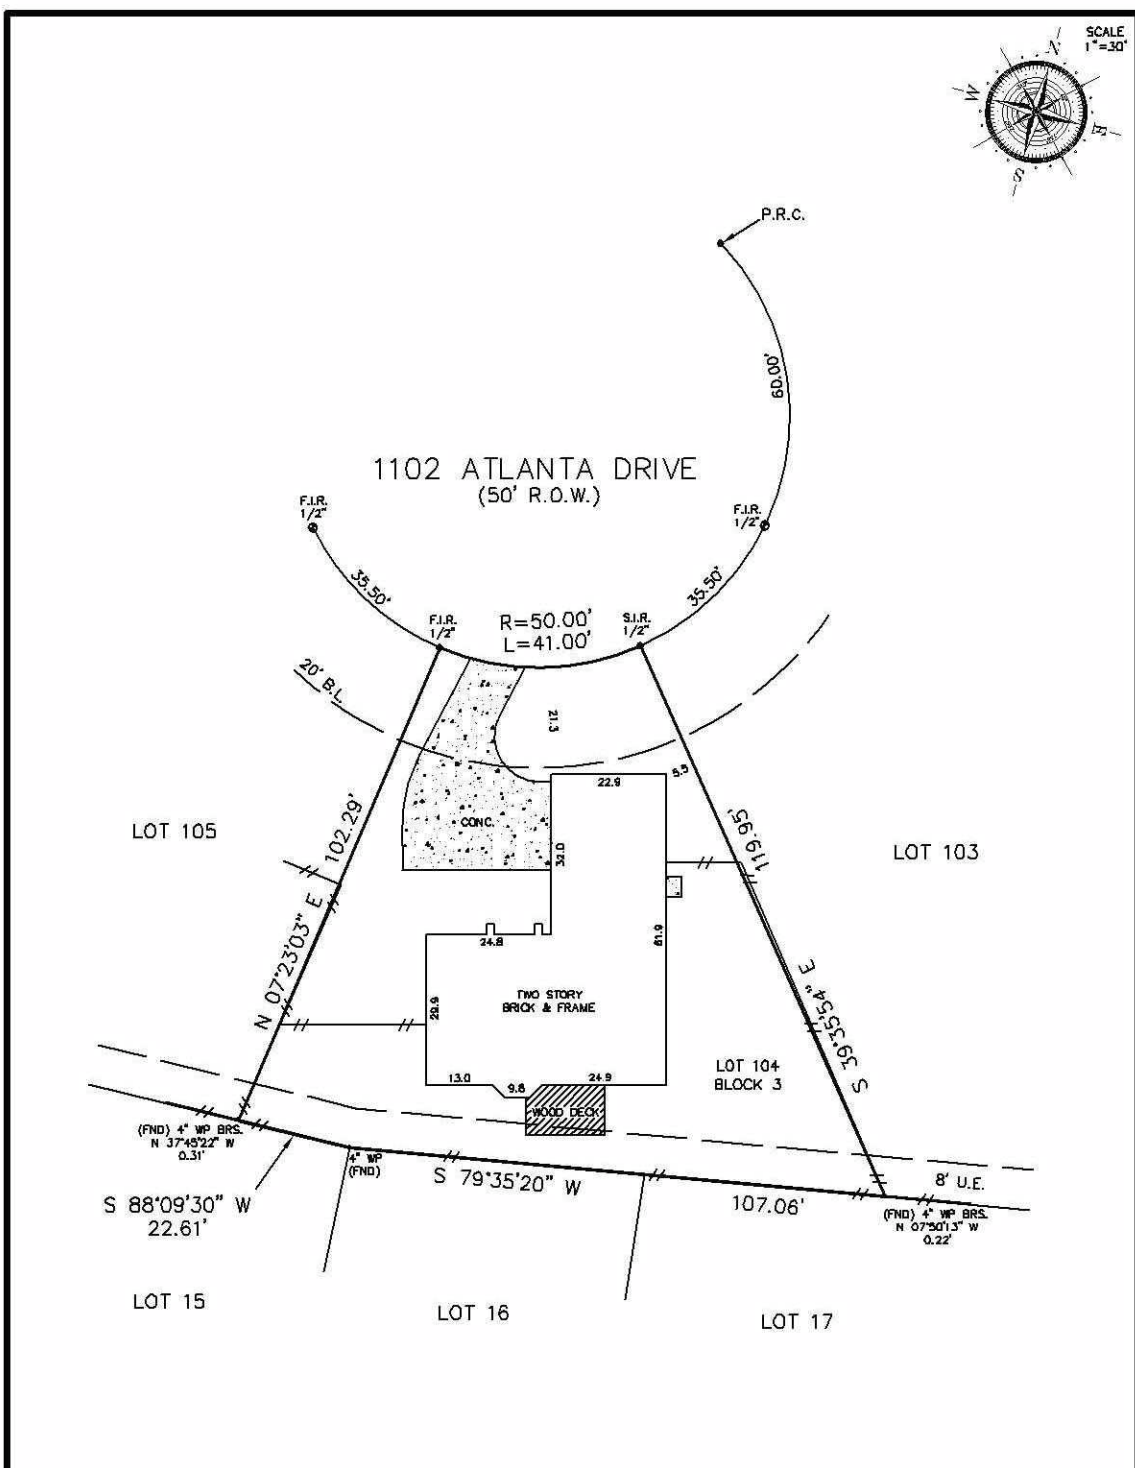 SCALE
1"=30'
N
W
E
S
P.R.C.
60.00'
1102 ATLANTA DRIVE
(50' R.O.W.)
F.I.R.
1/2"
F.I.R.
1/2"
35.50'
35.50'
F.I.R.
1/2"
R=50.00'
L=41.00'
S.I.R.
1/2"
20' B.L.
21.3
22.9
5.5
CONC.
32.0
102.29'
119.95'
LOT 105
LOT 103
N 07°23'03" E
24.8
61.9
29.9
TWO STORY
BRICK & FRAME
S 39°35'54" E
LOT 104
BLOCK 3
13.0
9.8
24.9
WOOD DECK
(FND) 4" WP BRS.
N 37°45'22" W
0.31'
4" WP
(FND)
S 79°35'20" W
107.06'
8' U.E.
(FND) 4" WP BRS.
N 07°50'13" W
0.22'
S 88°09'30" W
22.61'
LOT 15
LOT 16
LOT 17